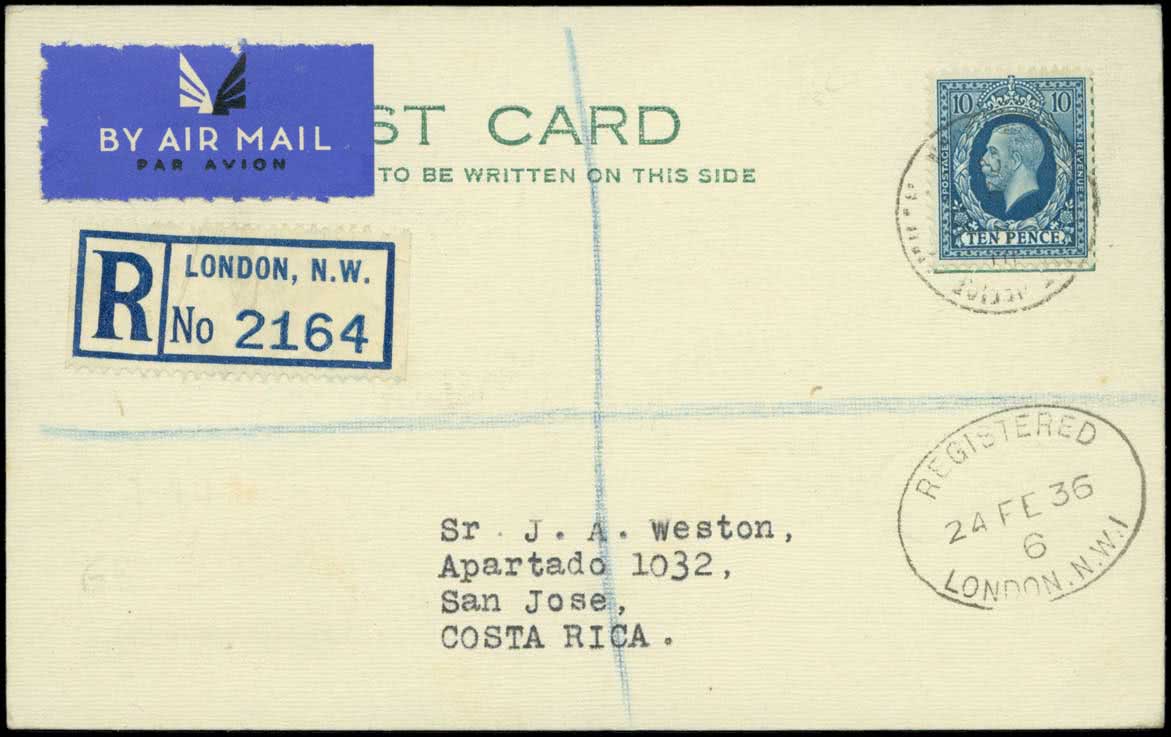 BY AIR MAIL
PAR AVION
ST CARD
TO BE WRITTEN ON THIS SIDE
R
LONDON, N.W.
No 2164
10 10
POSTAGE
REVENUE
TEN PENCE
REGISTERED
24 FE 36
6
LONDON. N.W.1
Sr. J. A. Weston,
Apartado 1032,
San Jose,
COSTA RICA.